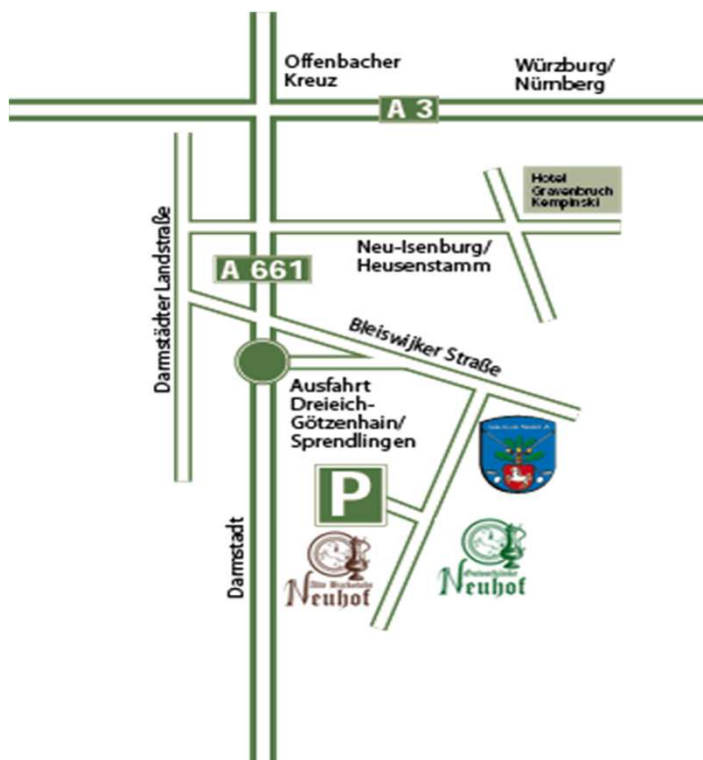 Offenbacher
Kreuz
Würzburg/
Nürnberg
A 3
Hotel
Gravenbruch
Kempinski
Darmstädter Landstraße
Neu-Isenburg/
Heusenstamm
A 661
Bleiswijker Straße
Ausfahrt
Dreieich-
Götzenhain/
Sprendlingen
P
Darmstadt
Neuhof
Neuhof